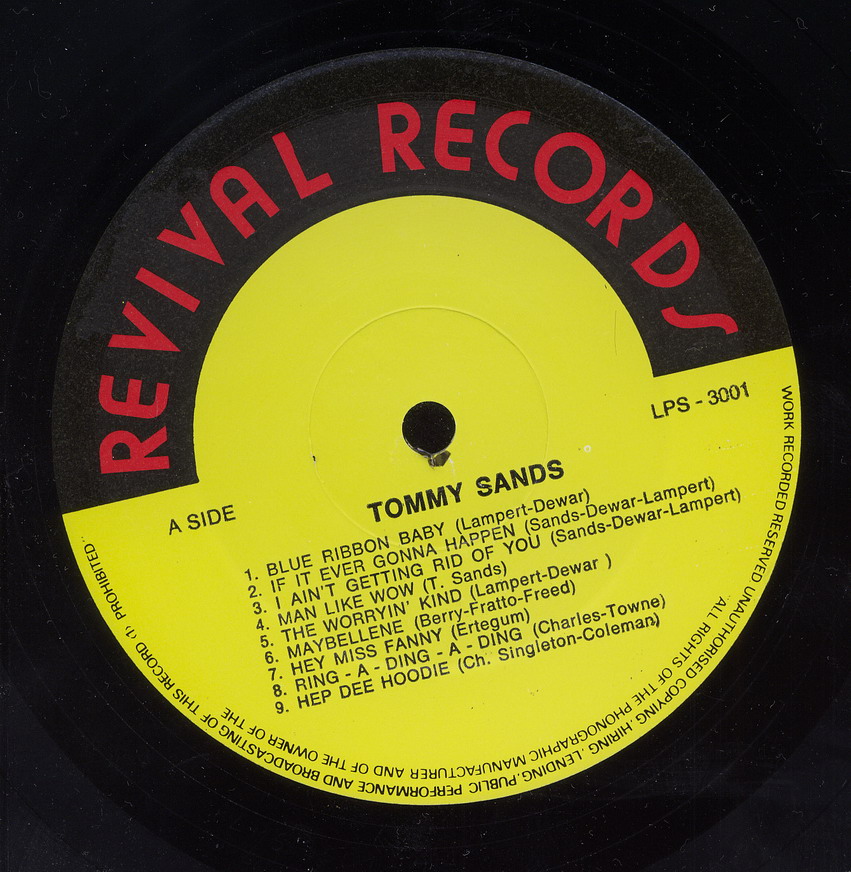 REVIVAL RECORDS
LPS - 3001
A SIDE
TOMMY SANDS
1. BLUE RIBBON BABY (Lampert-Dewar)
2. IF IT EVER GONNA HAPPEN (Sands-Dewar-Lampert)
3. I AIN'T GETTING RID OF YOU (Sands-Dewar-Lampert)
4. MAN LIKE WOW (T. Sands)
5. THE WORRYIN' KIND (Lampert-Dewar )
6. MAYBELLENE (Berry-Fratto-Freed)
7. HEY MISS FANNY (Ertegum)
8. RING - A - DING - A - DING (Charles-Towne)
9. HEP DEE HOODIE (Ch. Singleton-Coleman)
"ALL RIGHTS OF THE PHONOGRAPHIC MANUFACTURER AND OF THE OWNER OF THE
WORK RECORDED RESERVED UNAUTHORISED COPYING. HIRING. LENDING. PUBLIC PERFORMANCE AND BROADCASTING OF THIS RECORD (1) PROHIBITED"